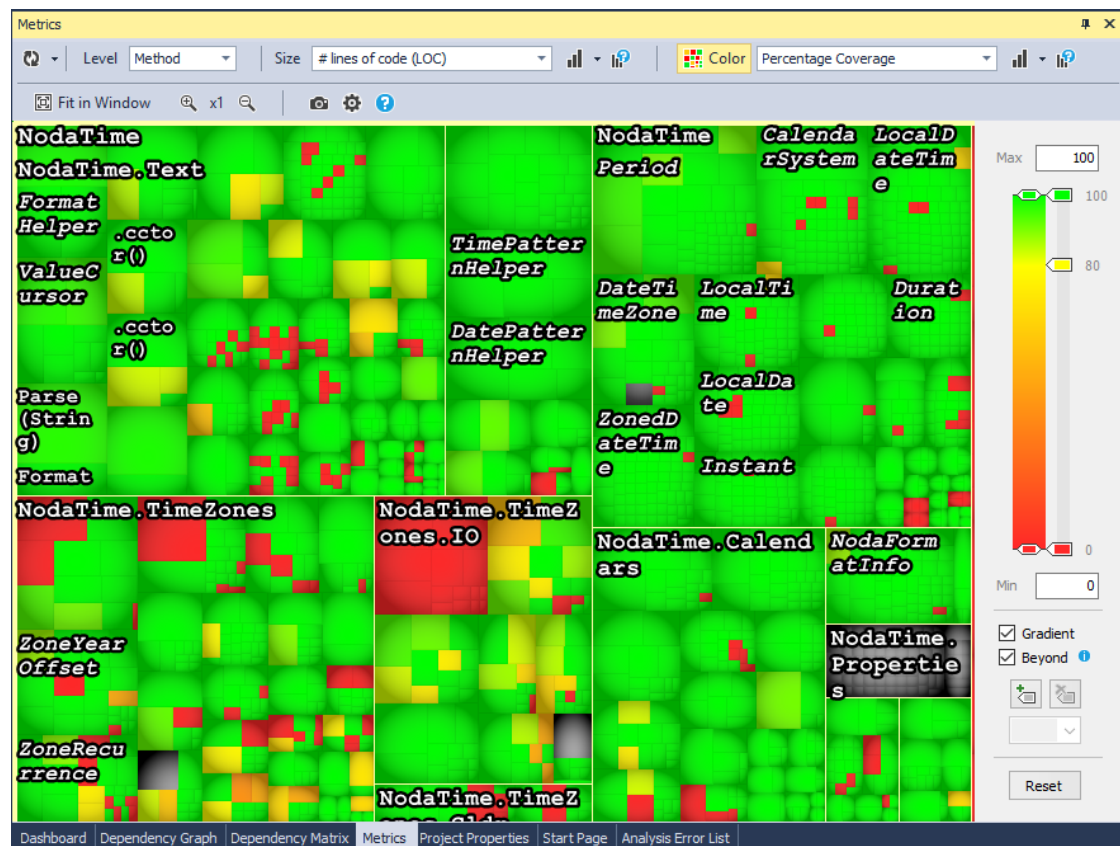 Metrics
Level Method Size # lines of code (LOC) Color Percentage Coverage
Fit in Window x1
NodaTime
NodaTime.Text
Format
Helper
ValueC
ursor
.ccto
r()
.ccto
r()
Parse
(Strin
g)
Format
TimePatter
nHelper
DatePatter
nHelper
NodaTime
Period
Calenda
rSystem
LocalD
ateTim
e
DateTi
meZone
LocalTi
me
Durat
ion
LocalDa
te
ZonedD
ateTim
e
Instant
NodaTime.TimeZones
ZoneYear
Offset
ZoneRecu
rrence
NodaTime.TimeZ
ones.IO
NodaTime.TimeZ
NodaTime.Calend
ars
NodaForm
atInfo
NodaTime.
Propertie
s
Max 100
100
80
0
Min 0
Gradient
Beyond
Reset
Dashboard Dependency Graph Dependency Matrix Metrics Project Properties Start Page Analysis Error List